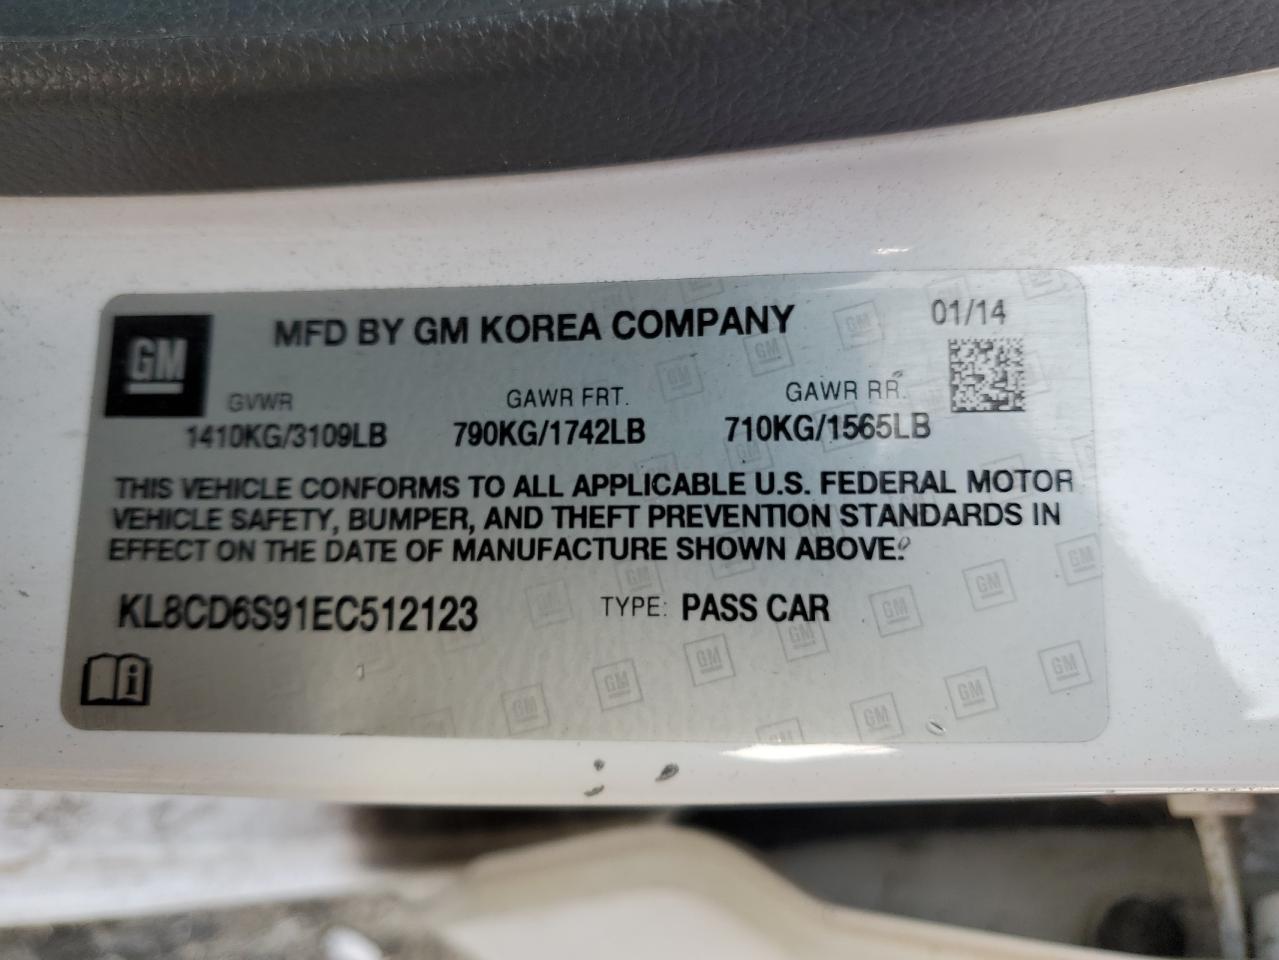 MFD BY GM KOREA COMPANY 01/14
GM
GVWR GAWR FRT. GAWR RR.
1410KG/3109LB 790KG/1742LB 710KG/1565LB
THIS VEHICLE CONFORMS TO ALL APPLICABLE U.S. FEDERAL MOTOR
VEHICLE SAFETY, BUMPER, AND THEFT PREVENTION STANDARDS IN
EFFECT ON THE DATE OF MANUFACTURE SHOWN ABOVE.
KL8CD6S91EC512123 TYPE: PASS CAR
i